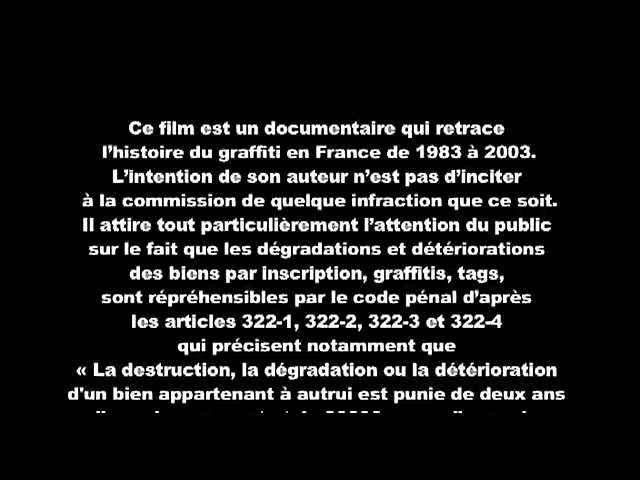 Ce film est un documentaire qui retrace
l’histoire du graffiti en France de 1983 à 2003.
L’intention de son auteur n’est pas d’inciter
à la commission de quelque infraction que ce soit.
Il attire tout particulièrement l’attention du public
sur le fait que les dégradations et détériorations
des biens par inscription, graffitis, tags,
sont répréhensibles par le code pénal d’après
les articles 322-1, 322-2, 322-3 et 322-4
qui précisent notamment que
« La destruction, la dégradation ou la détérioration
d'un bien appartenant à autrui est punie de deux ans